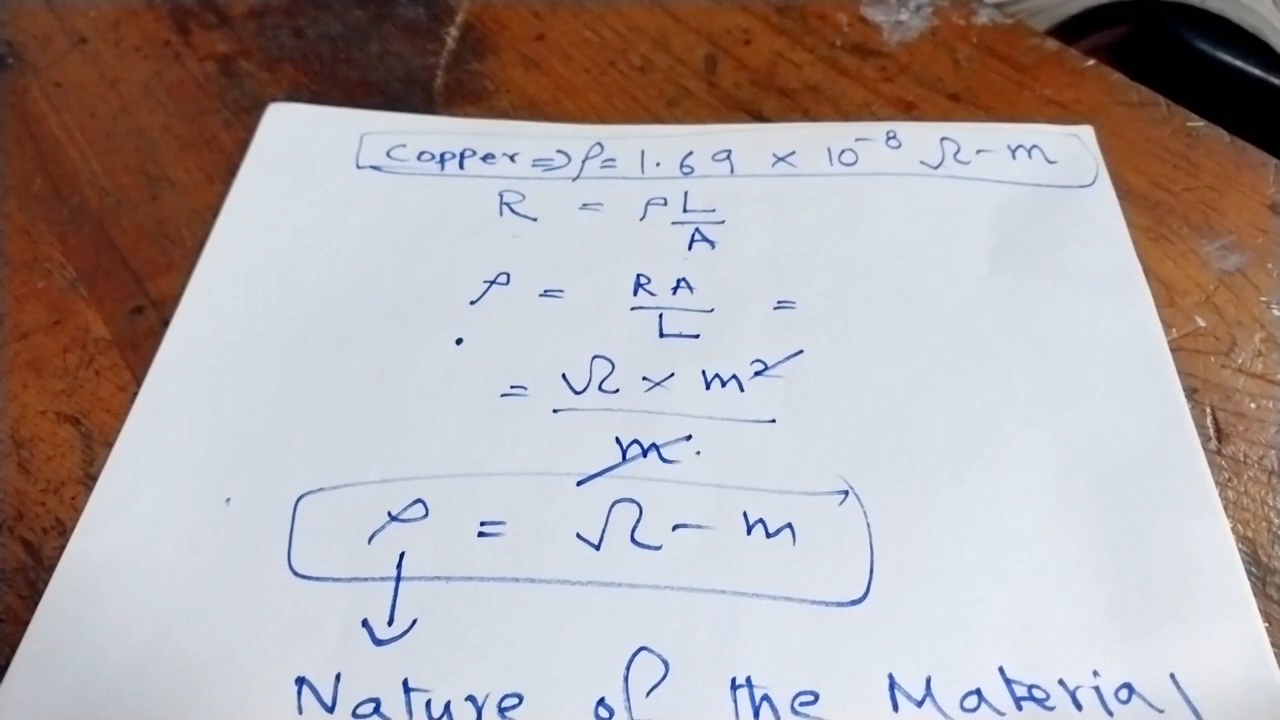 Copper ⇒ ρ = 1.69 × 10⁻⁸ Ω-m
R = ρ L/A
ρ = RA/L =
= Ω × m²/m.
ρ = Ω-m
Nature of the Material